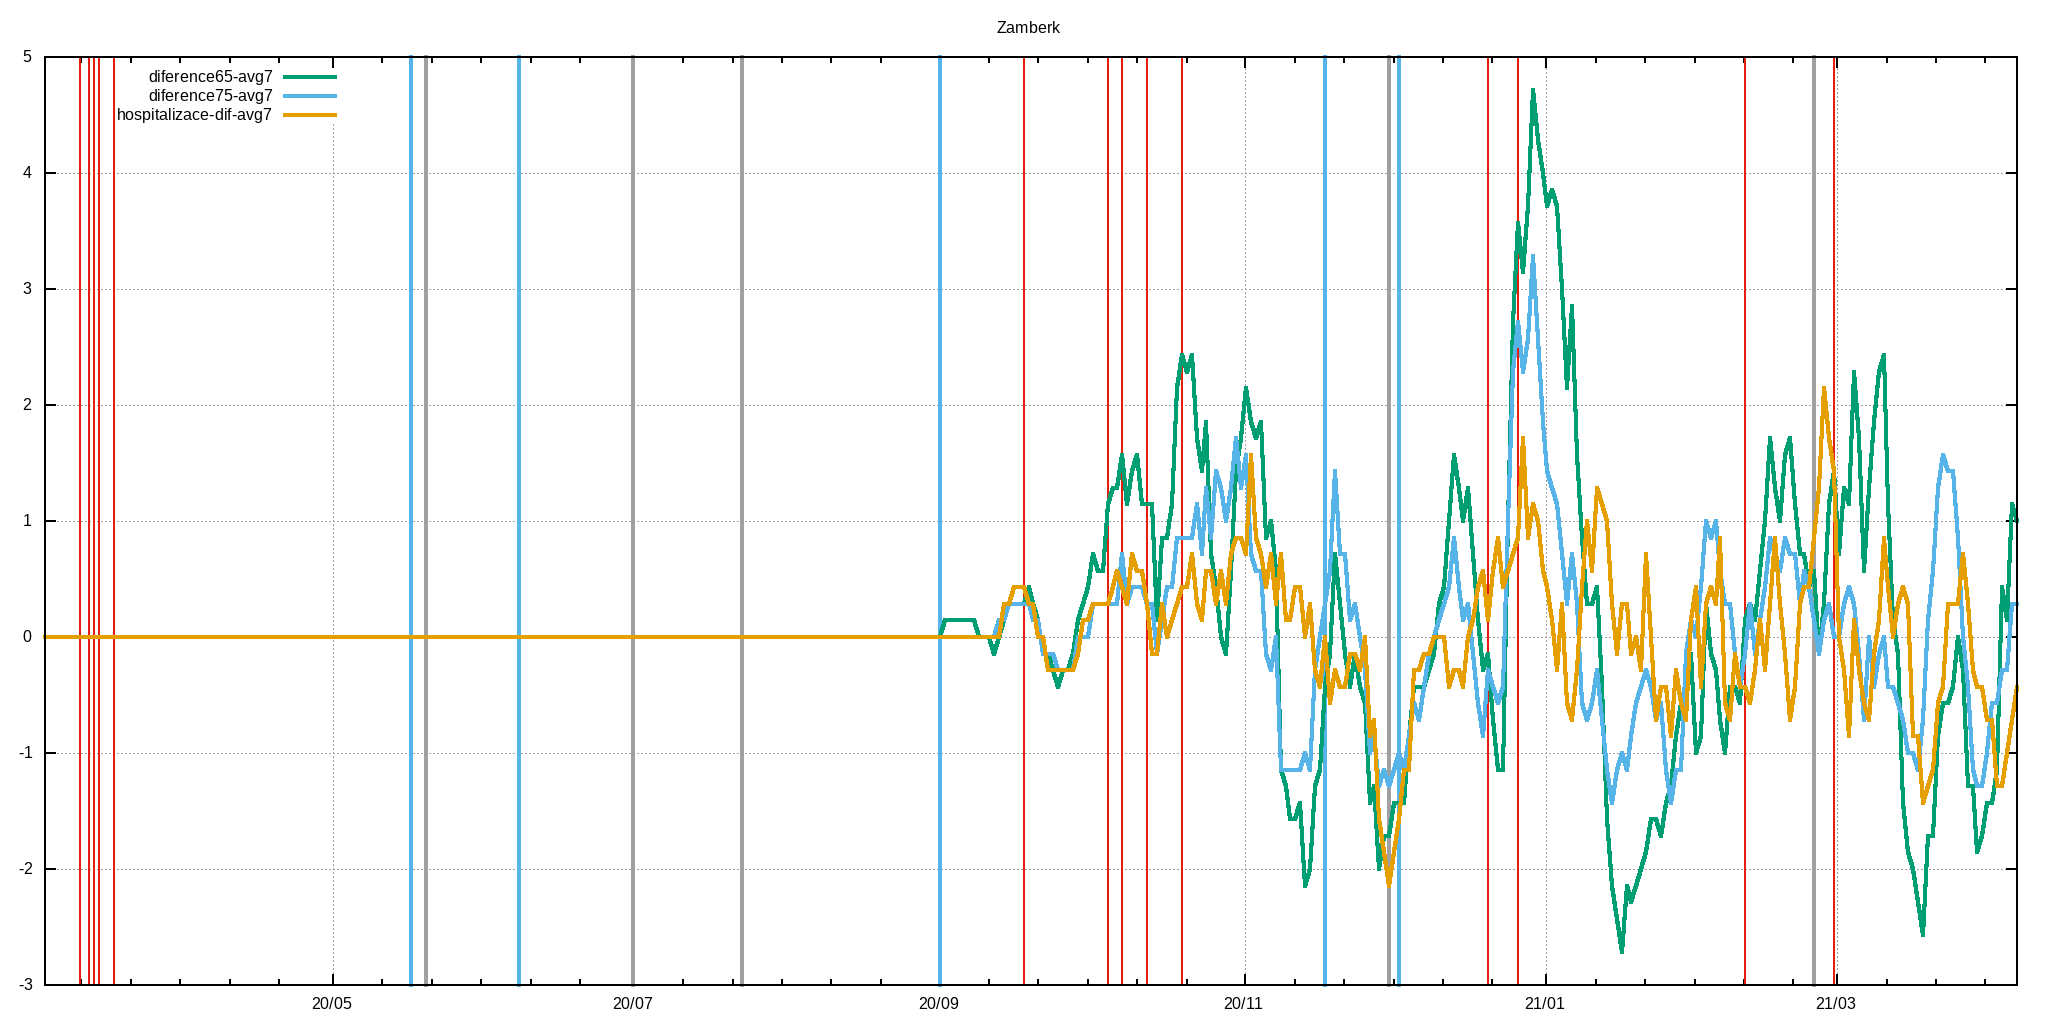 Zamberk
5
diference65-avg7
diference75-avg7
hospitalizace-dif-avg7
4
3
2
1
0
-1
-2
-3
20/05 20/07 20/09 20/11 21/01 21/03